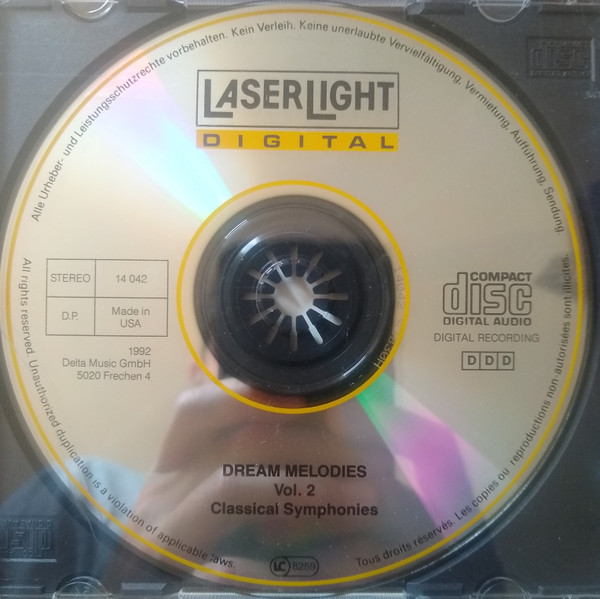 Alle Urheber- und Leistungsschutzrechte vorbehalten. Kein Verleih. Keine unerlaubte Vervielfältigung, Vermietung, Aufführung, Sendung
LASERLIGHT
DIGITAL
STEREO
14 042
D.P.
Made in
USA
1992
Delta Music GmbH
5020 Frechen 4
COMPACT
disc
DIGITAL AUDIO
DIGITAL RECORDING
D D D
DREAM MELODIES
Vol. 2
Classical Symphonies
All rights reserved. Unauthorized duplication is a violation of applicable laws.
LC 8259
Tous droits réservés. Les copies ou reproductions non-autorisées sont illicites.
disc